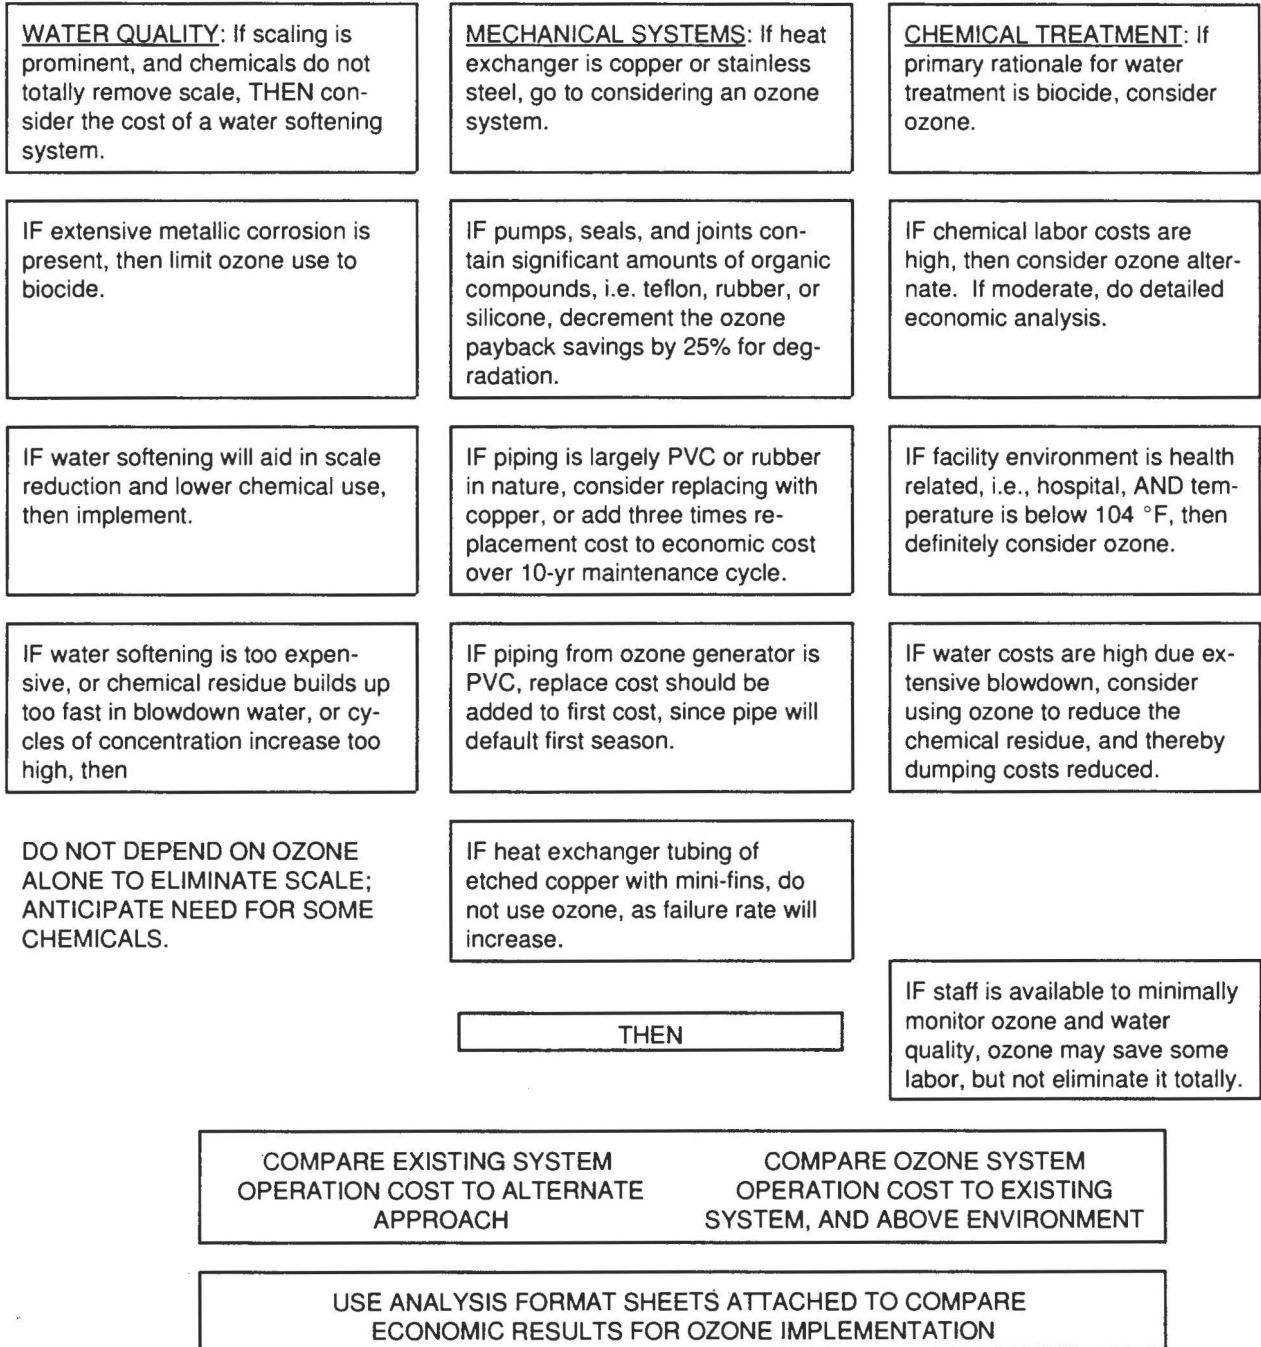 WATER QUALITY: If scaling is
prominent, and chemicals do not
totally remove scale, THEN con-
sider the cost of a water softening
system.
IF extensive metallic corrosion is
present, then limit ozone use to
biocide.
IF water softening will aid in scale
reduction and lower chemical use,
then implement.
IF water softening is too expen-
sive, or chemical residue builds up
too fast in blowdown water, or cy-
cles of concentration increase too
high, then
DO NOT DEPEND ON OZONE
ALONE TO ELIMINATE SCALE;
ANTICIPATE NEED FOR SOME
CHEMICALS.
MECHANICAL SYSTEMS: If heat
exchanger is copper or stainless
steel, go to considering an ozone
system.
IF pumps, seals, and joints con-
tain significant amounts of organic
compounds, i.e. teflon, rubber, or
silicone, decrement the ozone
payback savings by 25% for deg-
radation.
IF piping is largely PVC or rubber
in nature, consider replacing with
copper, or add three times re-
placement cost to economic cost
over 10-yr maintenance cycle.
IF piping from ozone generator is
PVC, replace cost should be
added to first cost, since pipe will
default first season.
IF heat exchanger tubing of
etched copper with mini-fins, do
not use ozone, as failure rate will
increase.
THEN
CHEMICAL TREATMENT: If
primary rationale for water
treatment is biocide, consider
ozone.
IF chemical labor costs are
high, then consider ozone alter-
nate. If moderate, do detailed
economic analysis.
IF facility environment is health
related, i.e., hospital, AND tem-
perature is below 104 °F, then
definitely consider ozone.
IF water costs are high due ex-
tensive blowdown, consider
using ozone to reduce the
chemical residue, and thereby
dumping costs reduced.
IF staff is available to minimally
monitor ozone and water
quality, ozone may save some
labor, but not eliminate it totally.
COMPARE EXISTING SYSTEM
OPERATION COST TO ALTERNATE
APPROACH
COMPARE OZONE SYSTEM
OPERATION COST TO EXISTING
SYSTEM, AND ABOVE ENVIRONMENT
USE ANALYSIS FORMAT SHEETS ATTACHED TO COMPARE
ECONOMIC RESULTS FOR OZONE IMPLEMENTATION